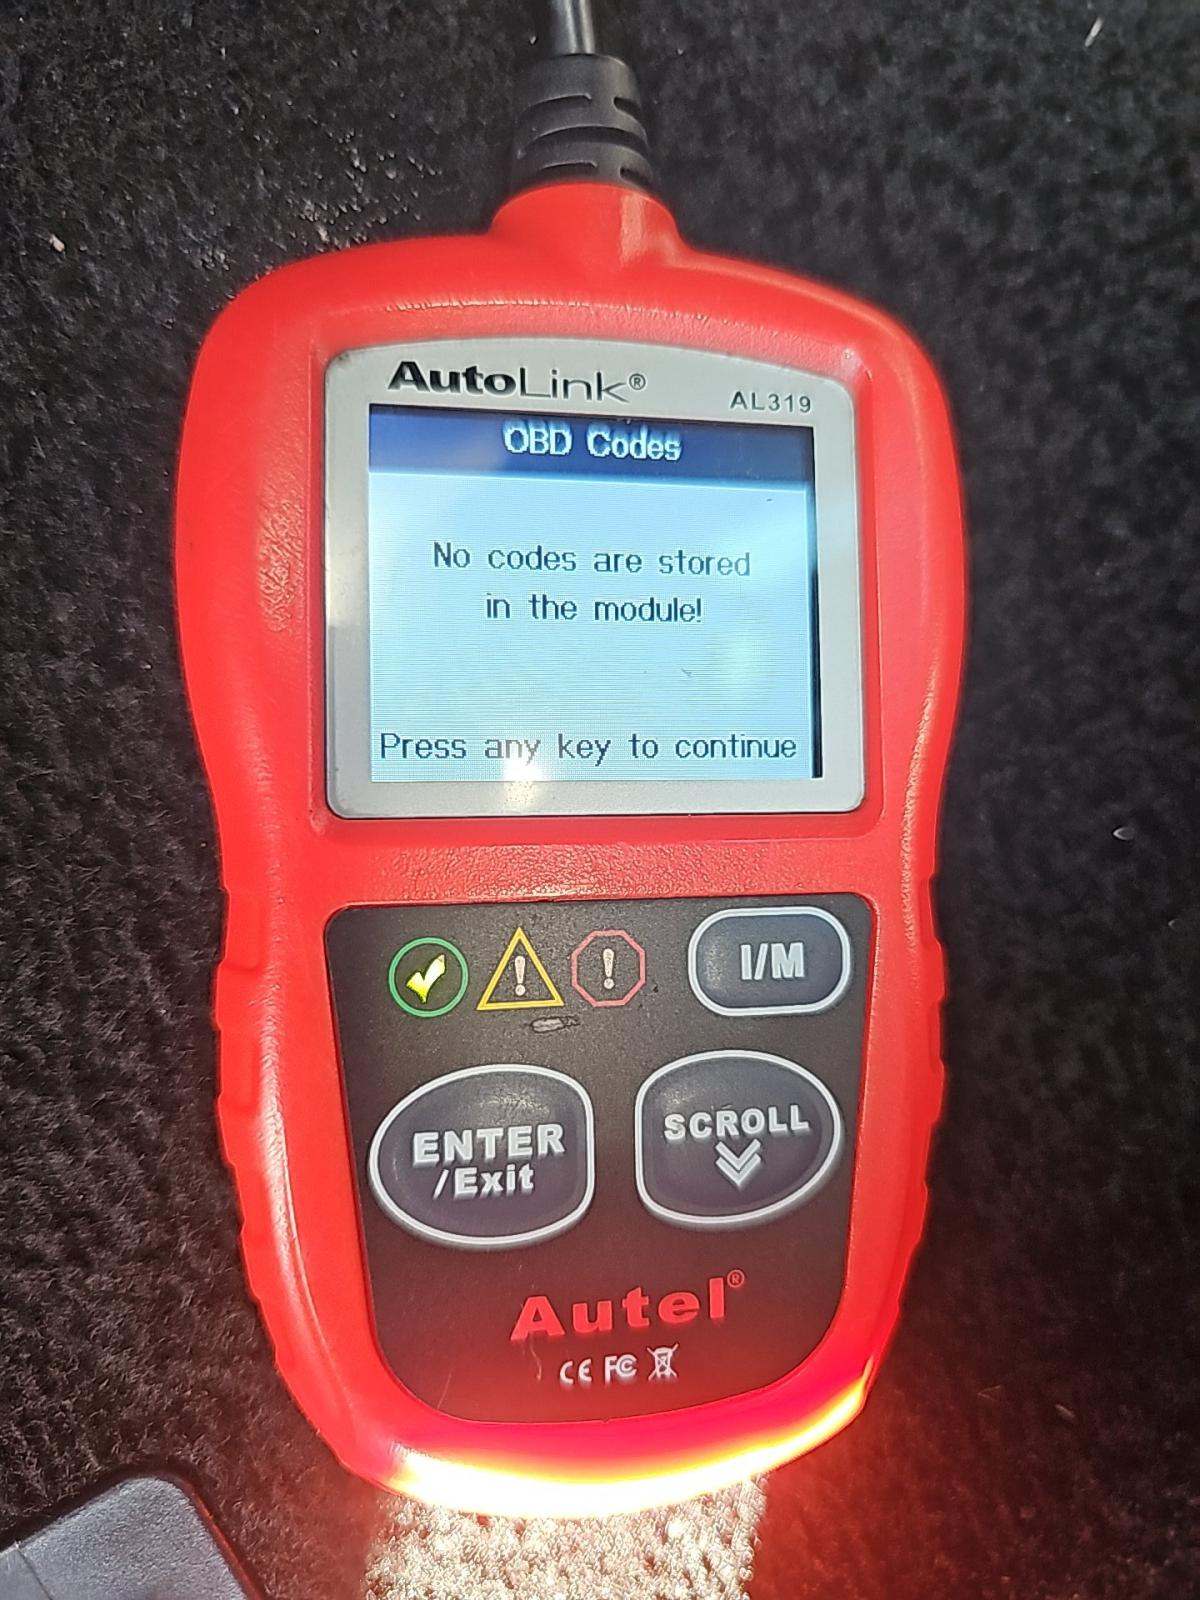 AutoLink®
AL319
OBD Codes
No codes are stored
in the module!
Press any key to continue
I/M
ENTER
/Exit
SCROLL
Autel®
CE FC